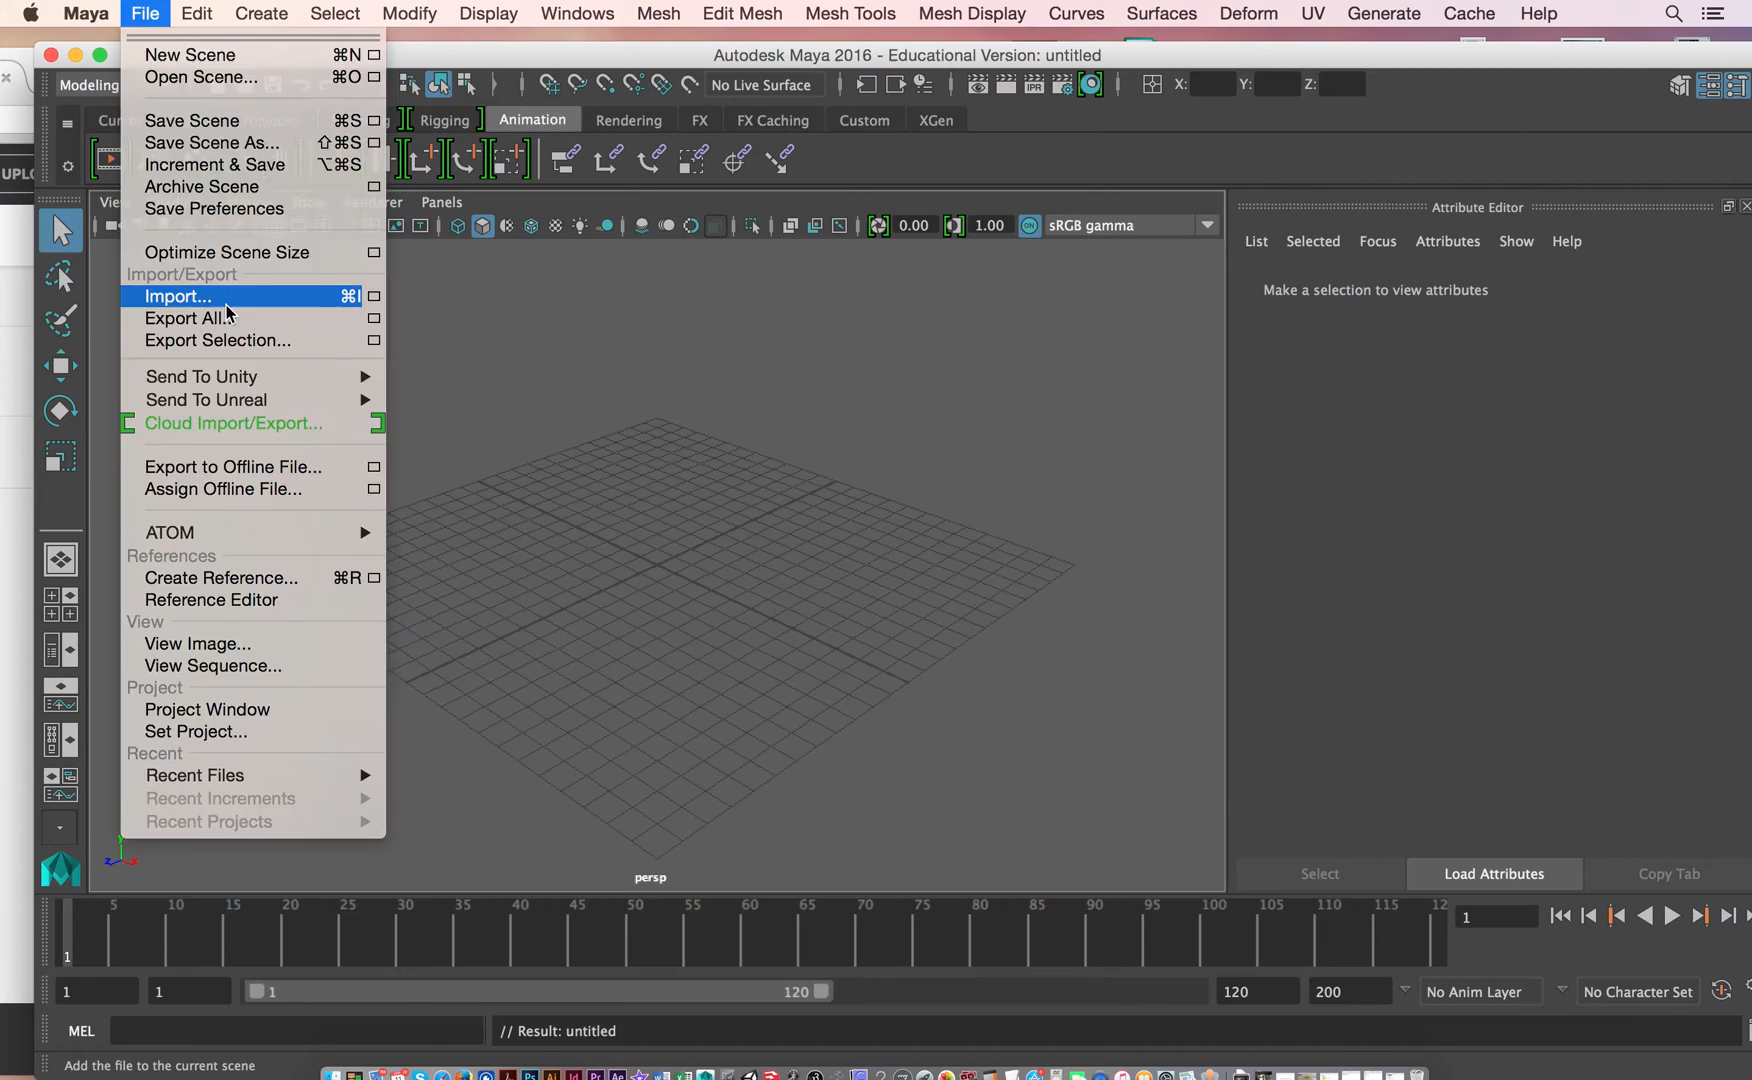 Maya File Edit Create Select Modify Display Windows Mesh Edit Mesh Mesh Tools Mesh Display Curves Surfaces Deform UV Generate Cache Help
Autodesk Maya 2016 - Educational Version: untitled
New Scene ⌘N
Open Scene... ⌘O
Save Scene ⌘S
Save Scene As... ⇧⌘S
Increment & Save ⌥⌘S
Archive Scene
Save Preferences
Optimize Scene Size
Import/Export
Import... ⌘I
Export All...
Export Selection...
Send To Unity
Send To Unreal
Cloud Import/Export...
Export to Offline File...
Assign Offline File...
ATOM
References
Create Reference... ⌘R
Reference Editor
View
View Image...
View Sequence...
Project
Project Window
Set Project...
Recent
Recent Files
Recent Increments
Recent Projects
Modeling No Live Surface X: Y: Z:
Rigging Animation Rendering FX FX Caching Custom XGen
IPR
Panels
0.00 1.00 ON sRGB gamma
persp
Attribute Editor
List Selected Focus Attributes Show Help
Make a selection to view attributes
Select Load Attributes Copy Tab
5 10 15 20 25 30 35 40 45 50 55 60 65 70 75 80 85 90 95 100 105 110 115 12
1 1
1 1 1 120 120 200 No Anim Layer No Character Set
MEL // Result: untitled
Add the file to the current scene